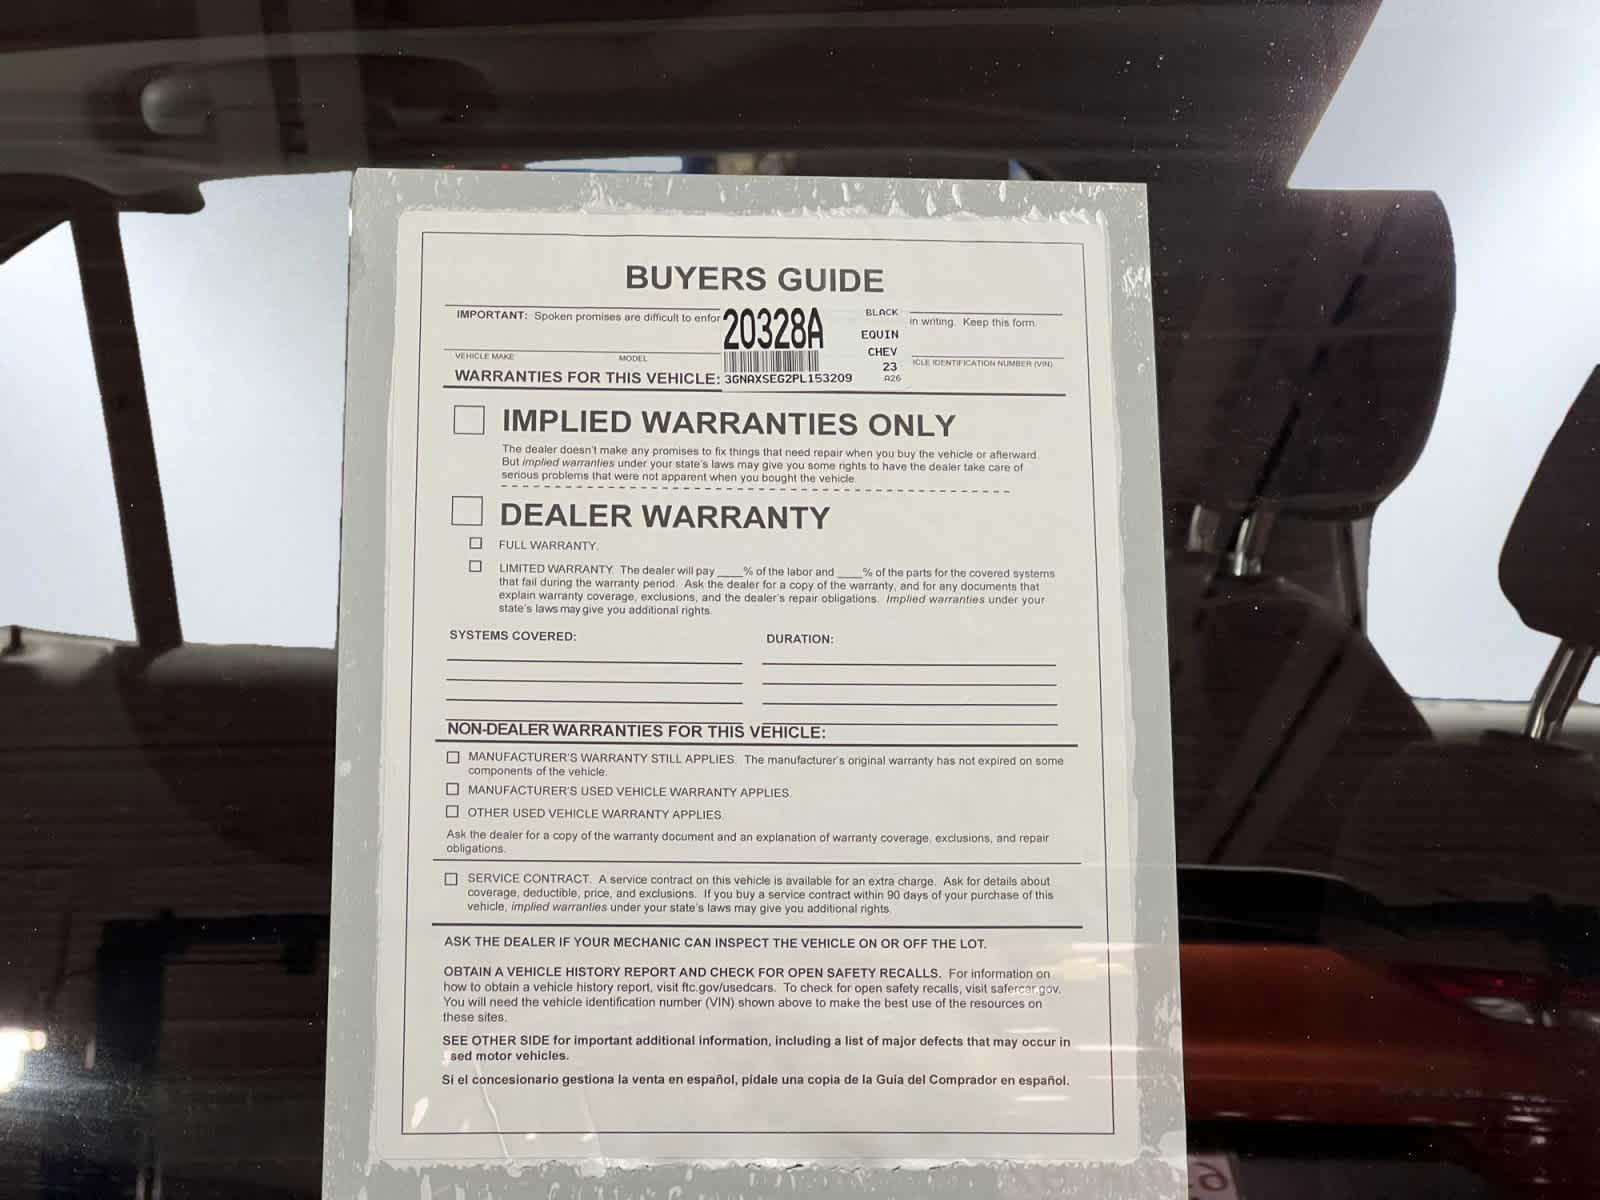 BUYERS GUIDE
IMPORTANT: Spoken promises are difficult to enfor 20328A BLACK in writing. Keep this form.
EQUIN
CHEV
VEHICLE MAKE MODEL 23 ICLE IDENTIFICATION NUMBER (VIN)
WARRANTIES FOR THIS VEHICLE: 3GNAXSEG2PL153209 A26
IMPLIED WARRANTIES ONLY
The dealer doesn't make any promises to fix things that need repair when you buy the vehicle or afterward.
But implied warranties under your state's laws may give you some rights to have the dealer take care of
serious problems that were not apparent when you bought the vehicle.
DEALER WARRANTY
FULL WARRANTY.
LIMITED WARRANTY. The dealer will pay ____% of the labor and ____% of the parts for the covered systems
that fail during the warranty period. Ask the dealer for a copy of the warranty, and for any documents that
explain warranty coverage, exclusions, and the dealer's repair obligations. Implied warranties under your
state's laws may give you additional rights.
SYSTEMS COVERED: DURATION:
NON-DEALER WARRANTIES FOR THIS VEHICLE:
MANUFACTURER'S WARRANTY STILL APPLIES. The manufacturer's original warranty has not expired on some
components of the vehicle.
MANUFACTURER'S USED VEHICLE WARRANTY APPLIES.
OTHER USED VEHICLE WARRANTY APPLIES.
Ask the dealer for a copy of the warranty document and an explanation of warranty coverage, exclusions, and repair
obligations.
SERVICE CONTRACT. A service contract on this vehicle is available for an extra charge. Ask for details about
coverage, deductible, price, and exclusions. If you buy a service contract within 90 days of your purchase of this
vehicle, implied warranties under your state's laws may give you additional rights.
ASK THE DEALER IF YOUR MECHANIC CAN INSPECT THE VEHICLE ON OR OFF THE LOT.
OBTAIN A VEHICLE HISTORY REPORT AND CHECK FOR OPEN SAFETY RECALLS. For information on
how to obtain a vehicle history report, visit ftc.gov/usedcars. To check for open safety recalls, visit safercar.gov.
You will need the vehicle identification number (VIN) shown above to make the best use of the resources on
these sites.
SEE OTHER SIDE for important additional information, including a list of major defects that may occur in
sed motor vehicles.
Si el concesionario gestiona la venta en español, pidale una copia de la Guia del Comprador en español.